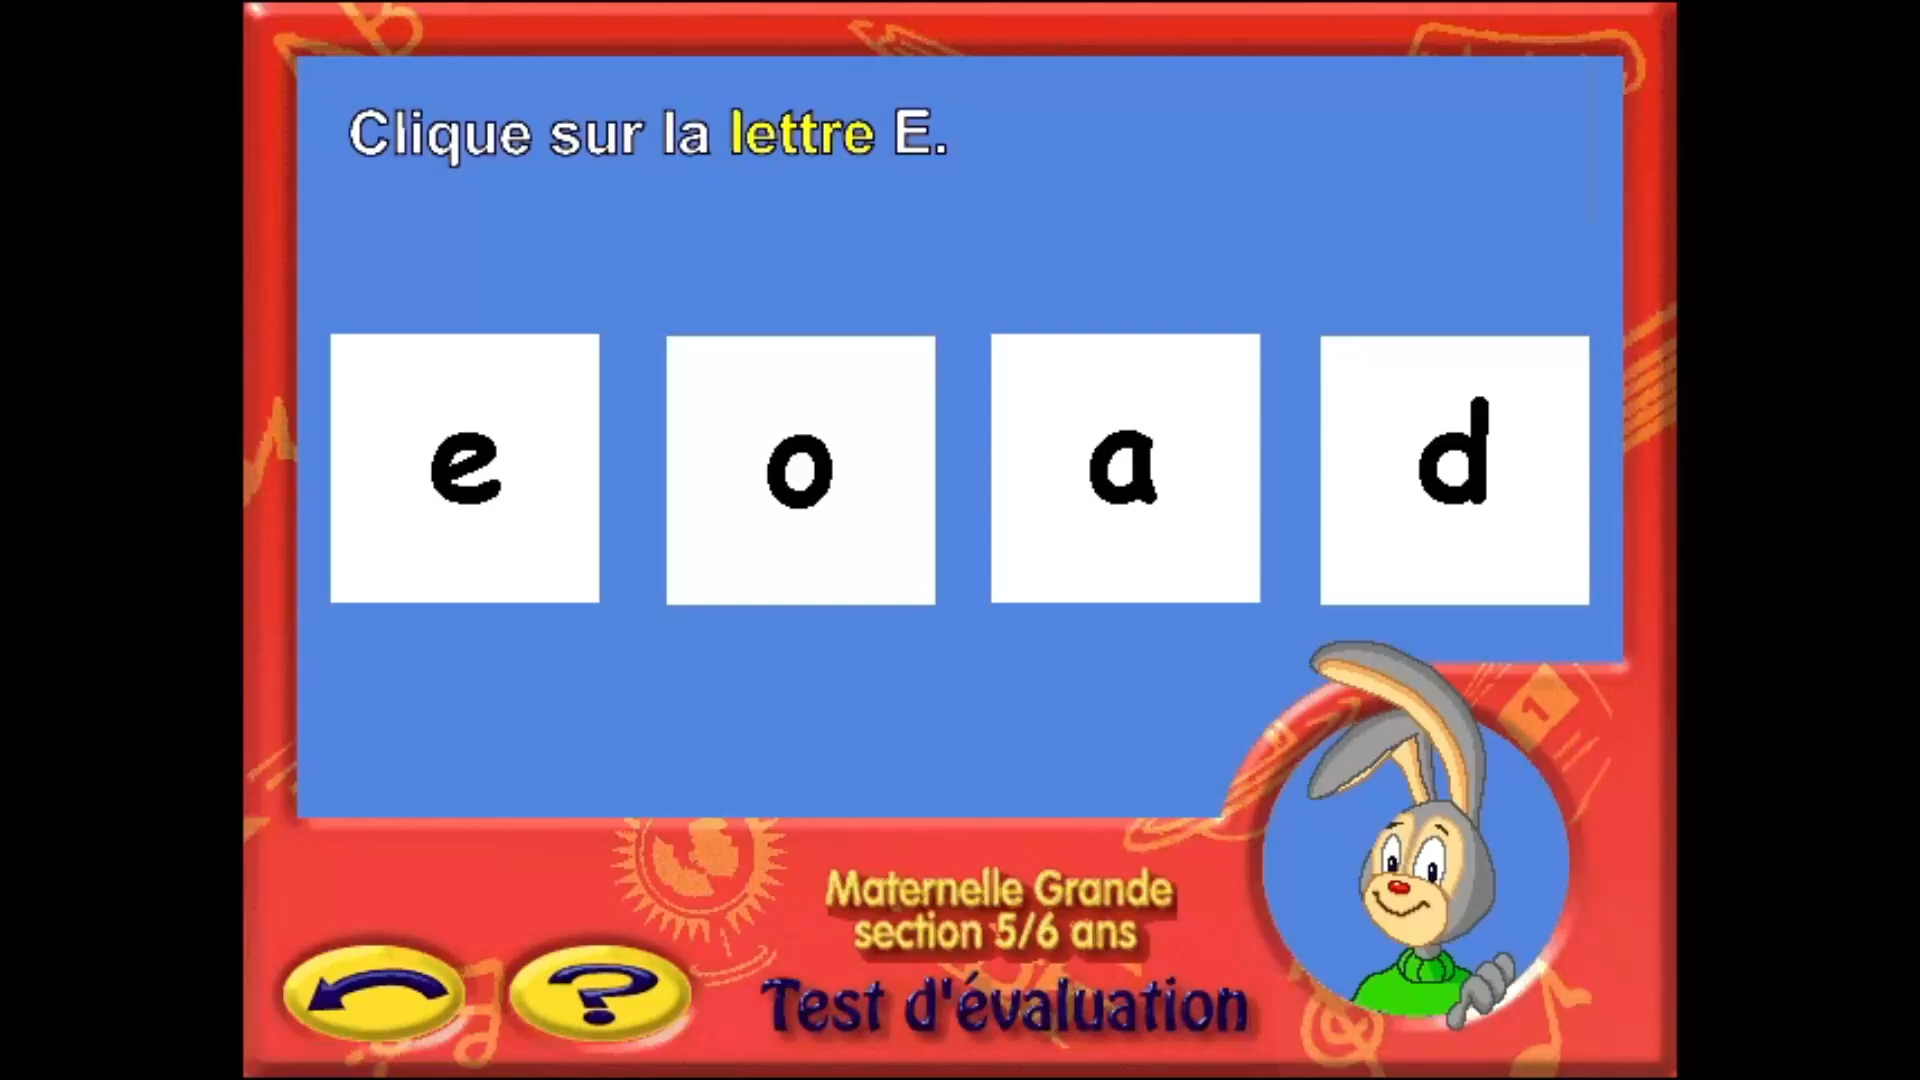 Clique sur la lettre E.
e o a d
Maternelle Grande
section 5/6 ans
?
Test d'évaluation